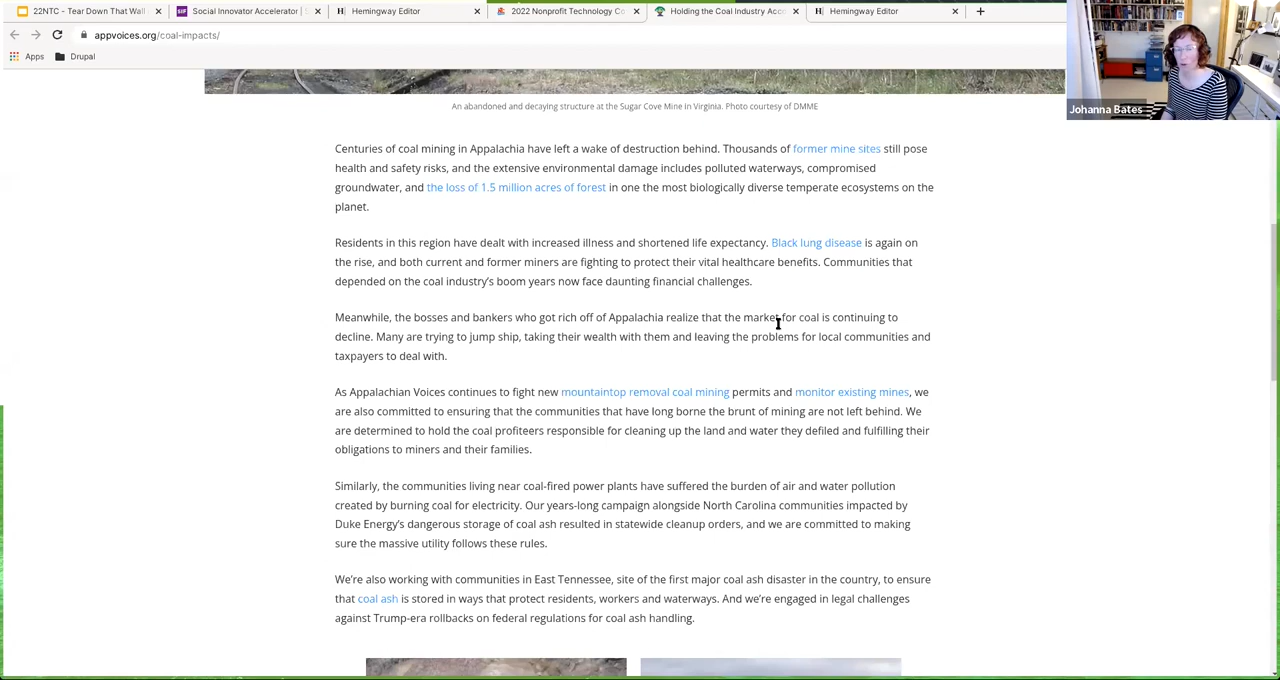 22NTC - Tear Down That Wall
Social Innovator Accelerator | S
Hemingway Editor
2022 Nonprofit Technology Co
Holding the Coal Industry Acc
Hemingway Editor
appvoices.org/coal-impacts/
Apps
Drupal
Johanna Bates
An abandoned and decaying structure at the Sugar Cove Mine in Virginia. Photo courtesy of DMME
Centuries of coal mining in Appalachia have left a wake of destruction behind. Thousands of former mine sites still pose
health and safety risks, and the extensive environmental damage includes polluted waterways, compromised
groundwater, and the loss of 1.5 million acres of forest in one the most biologically diverse temperate ecosystems on the
planet.
Residents in this region have dealt with increased illness and shortened life expectancy. Black lung disease is again on
the rise, and both current and former miners are fighting to protect their vital healthcare benefits. Communities that
depended on the coal industry's boom years now face daunting financial challenges.
Meanwhile, the bosses and bankers who got rich off of Appalachia realize that the market for coal is continuing to
decline. Many are trying to jump ship, taking their wealth with them and leaving the problems for local communities and
taxpayers to deal with.
As Appalachian Voices continues to fight new mountaintop removal coal mining permits and monitor existing mines, we
are also committed to ensuring that the communities that have long borne the brunt of mining are not left behind. We
are determined to hold the coal profiteers responsible for cleaning up the land and water they defiled and fulfilling their
obligations to miners and their families.
Similarly, the communities living near coal-fired power plants have suffered the burden of air and water pollution
created by burning coal for electricity. Our years-long campaign alongside North Carolina communities impacted by
Duke Energy's dangerous storage of coal ash resulted in statewide cleanup orders, and we are committed to making
sure the massive utility follows these rules.
We're also working with communities in East Tennessee, site of the first major coal ash disaster in the country, to ensure
that coal ash is stored in ways that protect residents, workers and waterways. And we're engaged in legal challenges
against Trump-era rollbacks on federal regulations for coal ash handling.